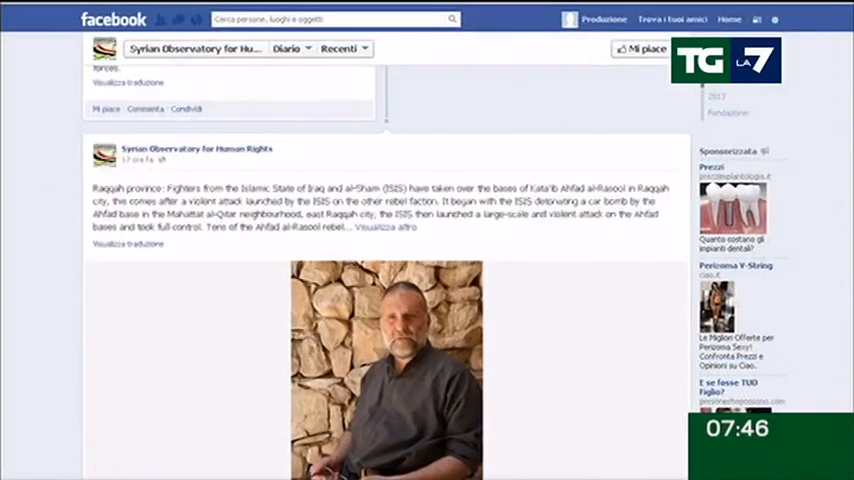 facebook
Cerca persone, luoghi e oggetti
Produzione
Trova i tuoi amici
Home
Syrian Observatory for Hu...
Diario
Recenti
Mi piace
TG LA 7
forces.
Visualizza traduzione
Mi piace · Commenta · Condividi
2013
Fondazione
Syrian Observatory for Human Rights
17 ore fa
Raqqah province: Fighters from the Islamic State of Iraq and al-Sham (ISIS) have taken over the bases of Kata'ib Ahfad al-Rasool in Raqqah
city, this comes after a violent attack launched by the ISIS on the other rebel faction. It began with the ISIS detonating a car bomb by the
Ahfad base in the Mahattat al-Qitar neighbourhood, east Raqqah city, the ISIS then launched a large-scale and violent attack on the Ahfad
bases and took full control. Tens of the Ahfad al-Rasool rebel... Visualizza altro
Visualizza traduzione
Sponsorizzata
Prezzi
prezziimplantologia.it
Quanto costano gli
impianti dentali?
Perizoma V-String
ciao.it
Le Migliori Offerte per
Perizoma Sexy!
Confronta Prezzi e
Opinioni su Ciao.
E se fosse TUO
Figlio?
07:46